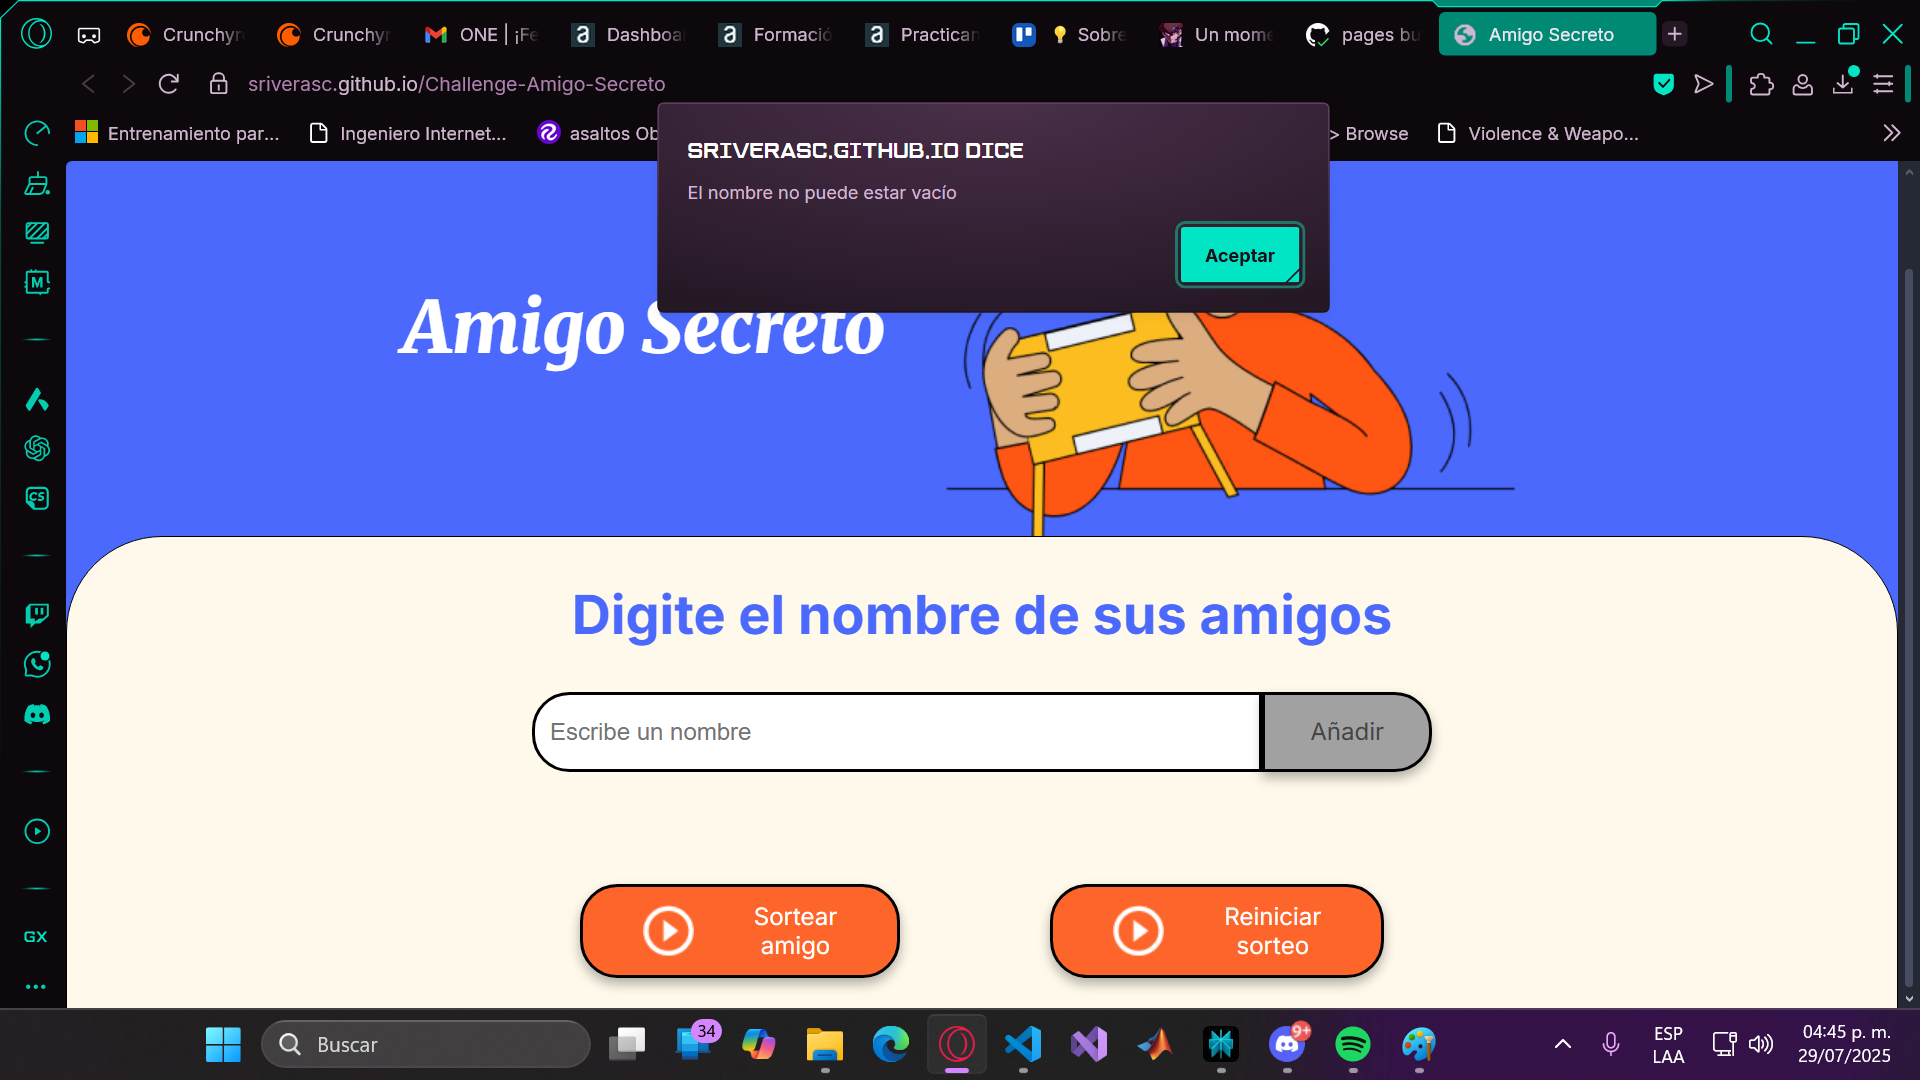 Crunchyr
Crunchyr
ONE | ¡Fe
Dashboar
Formació
Practican
Sobre
Un mome
pages bu
Amigo Secreto
sriverasc.github.io/Challenge-Amigo-Secreto
Entrenamiento par...
Ingeniero Internet...
asaltos Ob
> Browse
Violence & Weapo...
SRIVERASC.GITHUB.IO DICE
El nombre no puede estar vacío
Aceptar
Amigo Secreto
Digite el nombre de sus amigos
Escribe un nombre
Añadir
Sortear
amigo
Reiniciar
sorteo
M
CS
GX
Buscar
34
9+
ESP
LAA
04:45 p. m.
29/07/2025